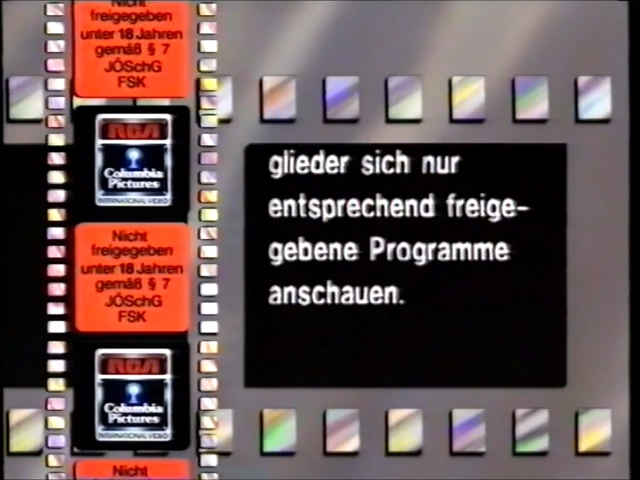 Nicht
freigegeben
unter 18 Jahren
gemäß § 7
JÖSchG
FSK
RCA
Columbia
Pictures
INTERNATIONAL VIDEO
Nicht
freigegeben
unter 18 Jahren
gemäß § 7
JÖSchG
FSK
RCA
Columbia
Pictures
INTERNATIONAL VIDEO
Nicht
glieder sich nur
entsprechend freige-
gebene Programme
anschauen.